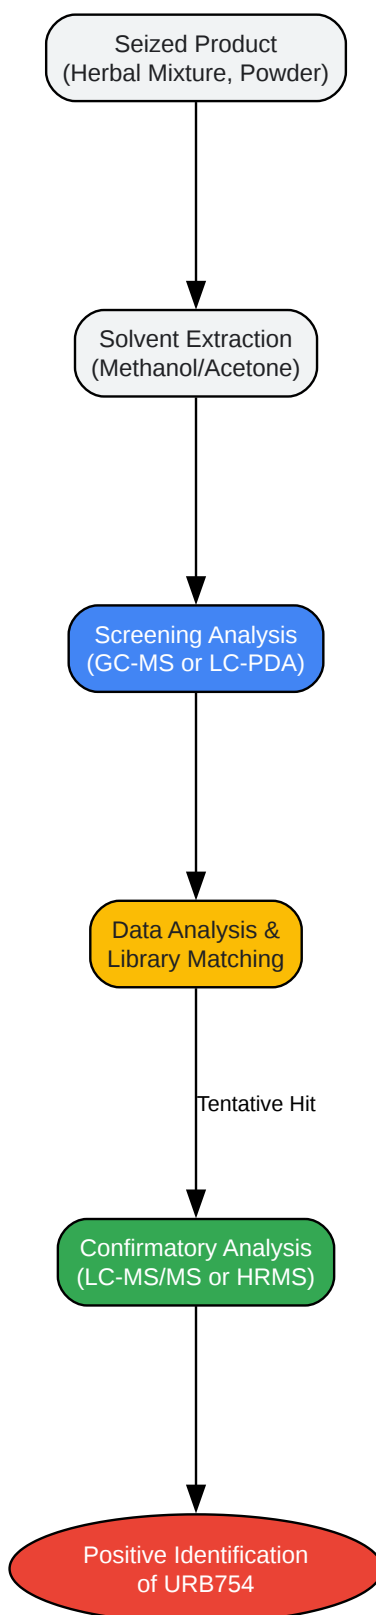 Seized Product
(Herbal Mixture, Powder)
Solvent Extraction
(Methanol/Acetone)
Screening Analysis
(GC-MS or LC-PDA)
Data Analysis &
Library Matching
Tentative Hit
Confirmatory Analysis
(LC-MS/MS or HRMS)
Positive Identification
of URB754